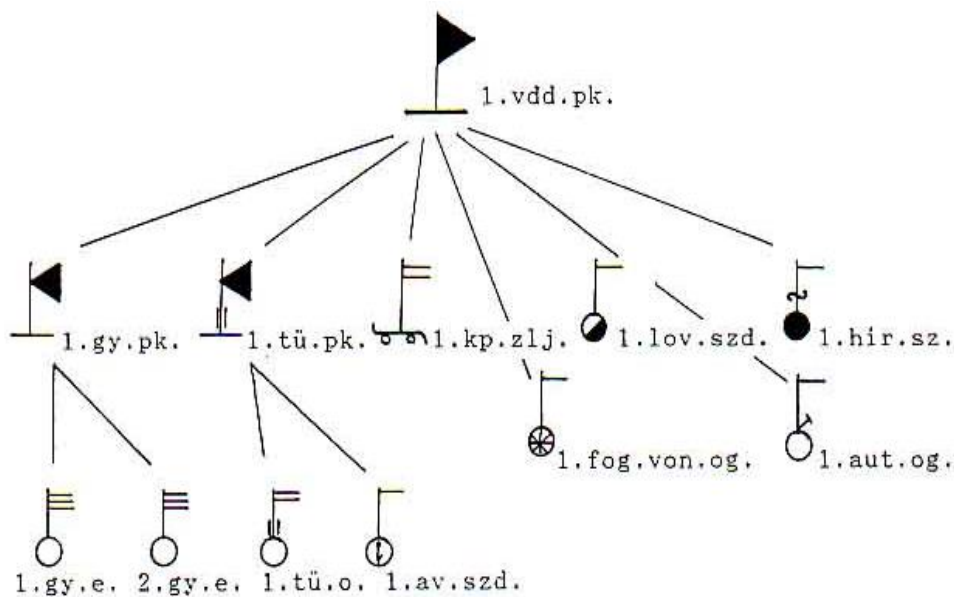 1.vdd.pk.
1.gy.pk. 1.tü.pk. 1.kp.zlj. 1.lov.szd. 1.hir.sz.
1.fog.von.og. 1.aut.og.
1.gy.e. 2.gy.e. 1.tü.o. 1.av.szd.